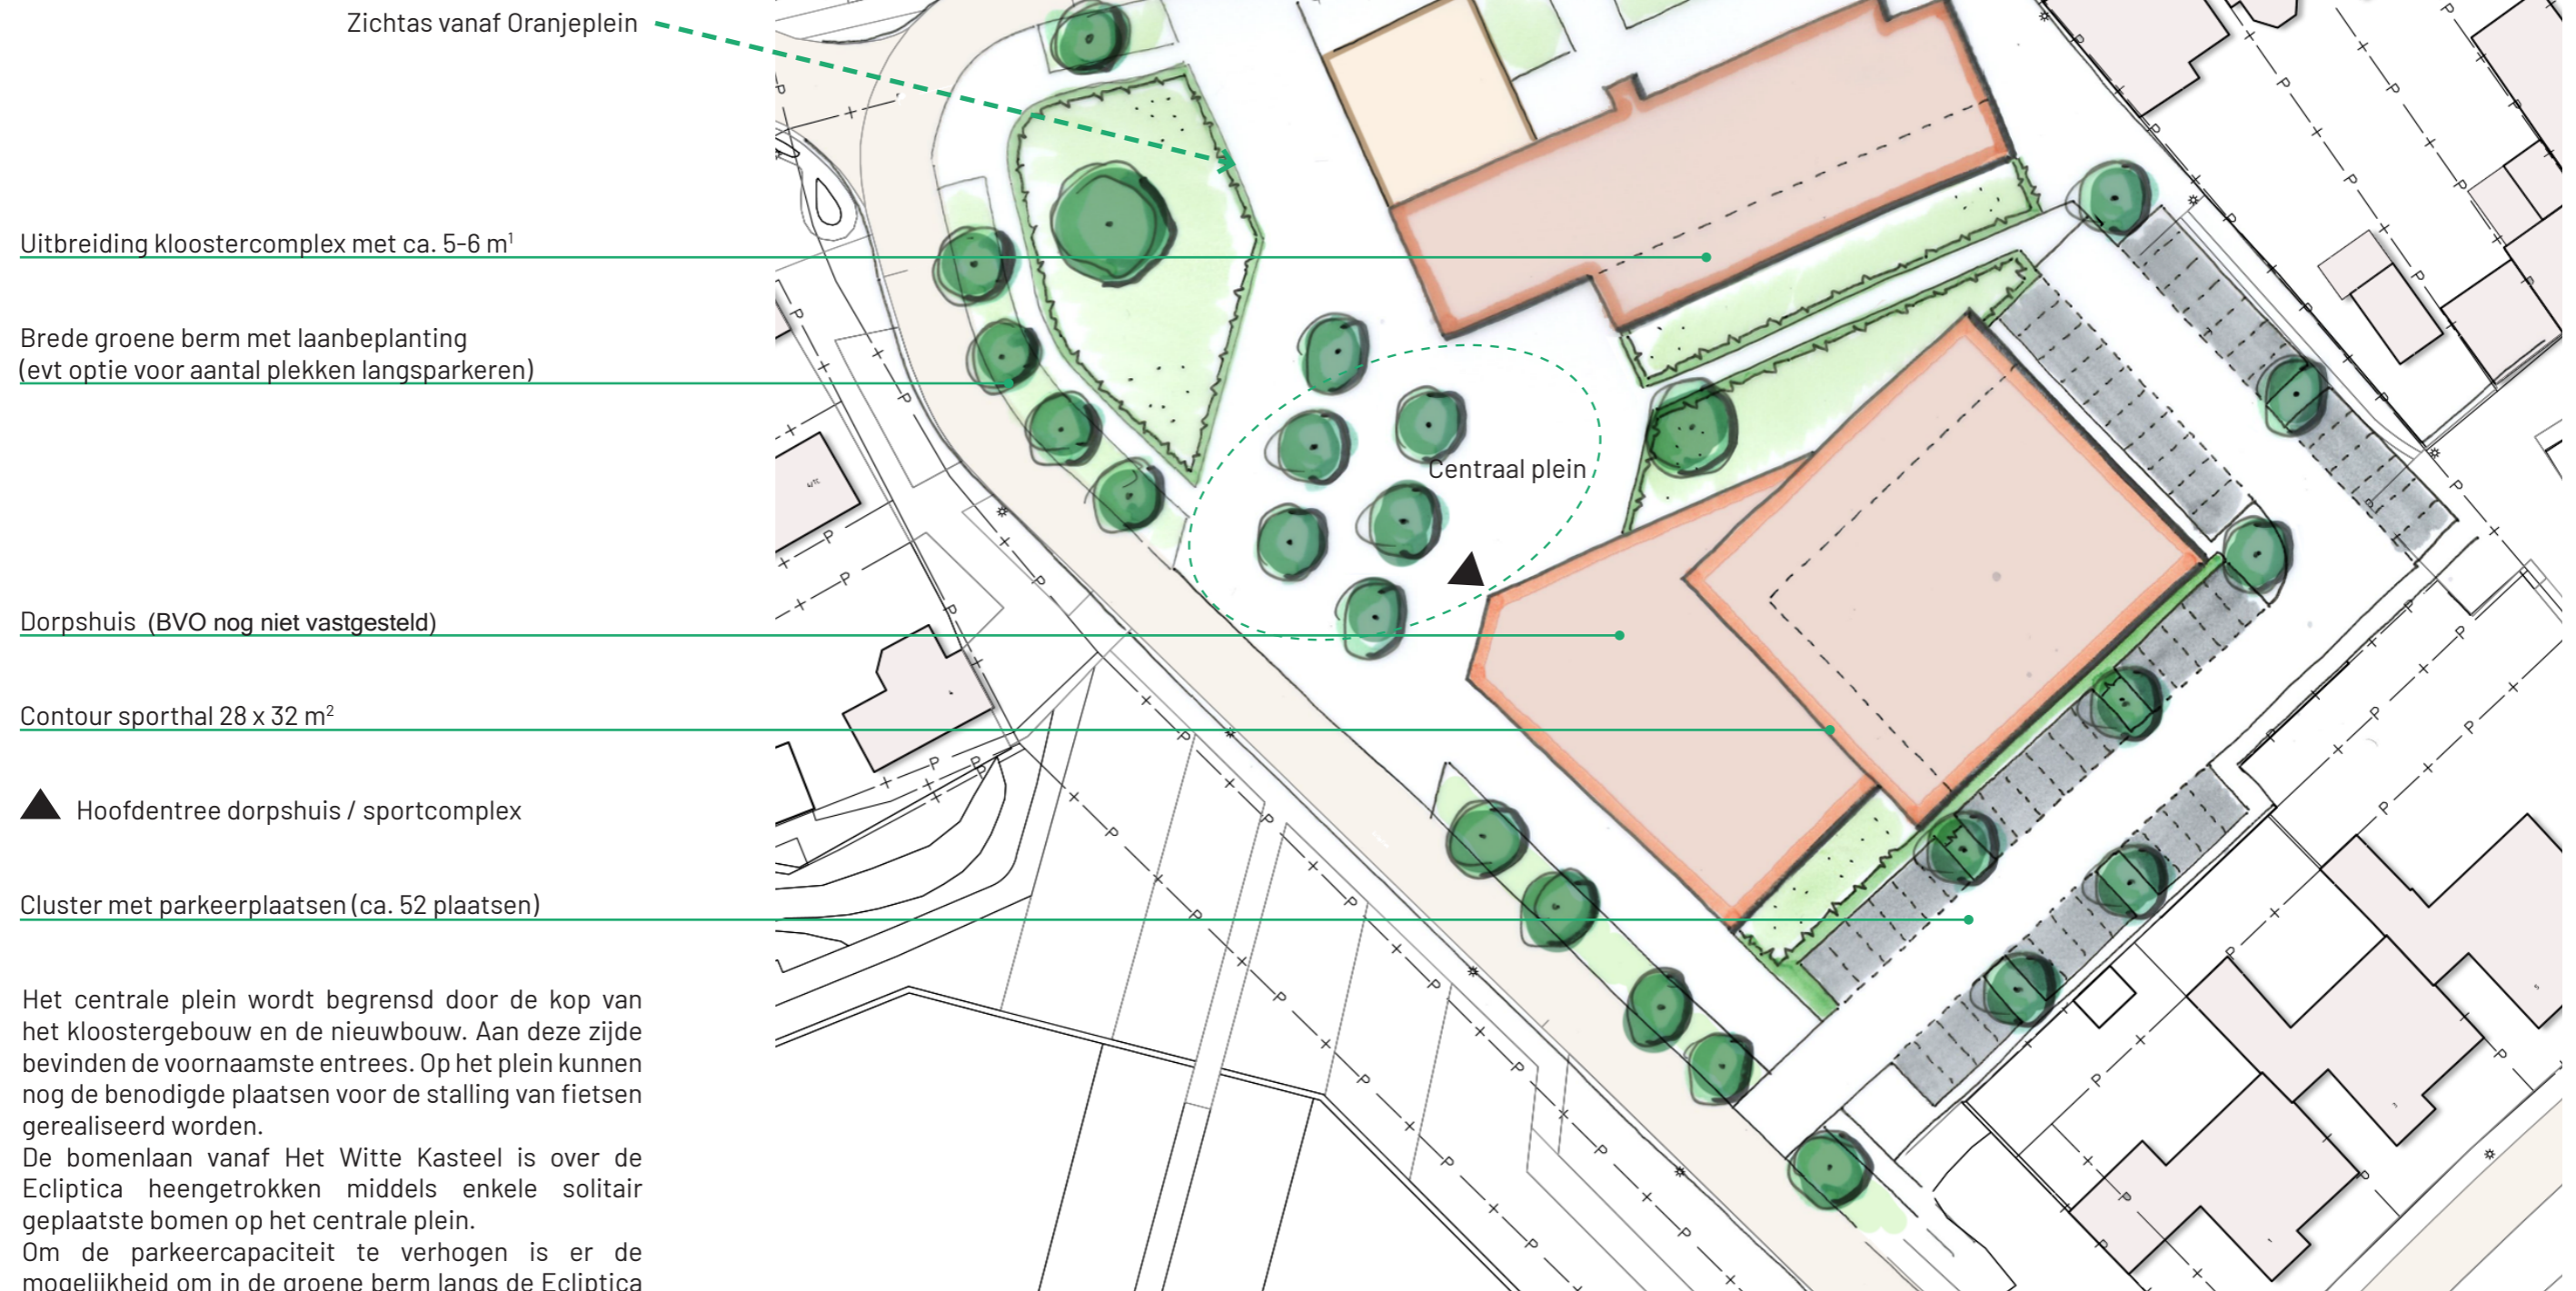 Zichtas vanaf Oranjeplein
Uitbreiding kloostercomplex met ca. 5-6 m¹
Brede groene berm met laanbeplanting
(evt optie voor aantal plekken langsparkeren)
Centraal plein
Dorpshuis (BVO nog niet vastgesteld)
Contour sporthal 28 x 32 m²
Hoofdentree dorpshuis / sportcomplex
Cluster met parkeerplaatsen (ca. 52 plaatsen)
Het centrale plein wordt begrensd door de kop van
het kloostergebouw en de nieuwbouw. Aan deze zijde
bevinden de voornaamste entrees. Op het plein kunnen
nog de benodigde plaatsen voor de stalling van fietsen
gerealiseerd worden.
De bomenlaan vanaf Het Witte Kasteel is over de
Ecliptica heengetrokken middels enkele solitair
geplaatste bomen op het centrale plein.
Om de parkeercapaciteit te verhogen is er de
mogelijkheid om in de groene berm langs de Ecliptica